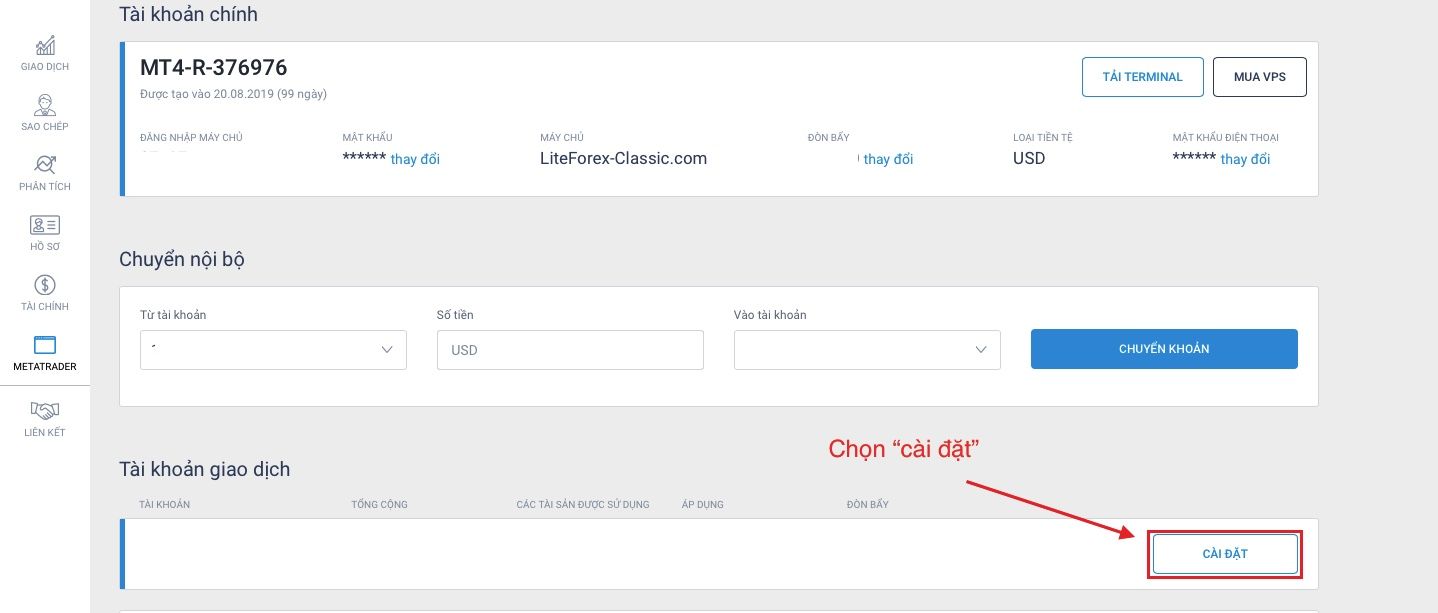 Tài khoản chính
MT4-R-376976
Được tạo vào 20.08.2019 (99 ngày)
TẢI TERMINAL
MUA VPS
ĐĂNG NHẬP MÁY CHỦ
MẬT KHẨU
****** thay đổi
MÁY CHỦ
LiteForex-Classic.com
ĐÒN BẨY
thay đổi
LOẠI TIỀN TỆ
USD
MẬT KHẨU ĐIỆN THOẠI
****** thay đổi
GIAO DỊCH
SAO CHÉP
PHÂN TÍCH
HỒ SƠ
TÀI CHÍNH
METATRADER
LIÊN KẾT
Chuyển nội bộ
Từ tài khoản
Số tiền
USD
Vào tài khoản
CHUYỂN KHOẢN
Chọn “cài đặt”
Tài khoản giao dịch
TÀI KHOẢN
TỔNG CỘNG
CÁC TÀI SẢN ĐƯỢC SỬ DỤNG
ÁP DỤNG
ĐÒN BẨY
CÀI ĐẶT